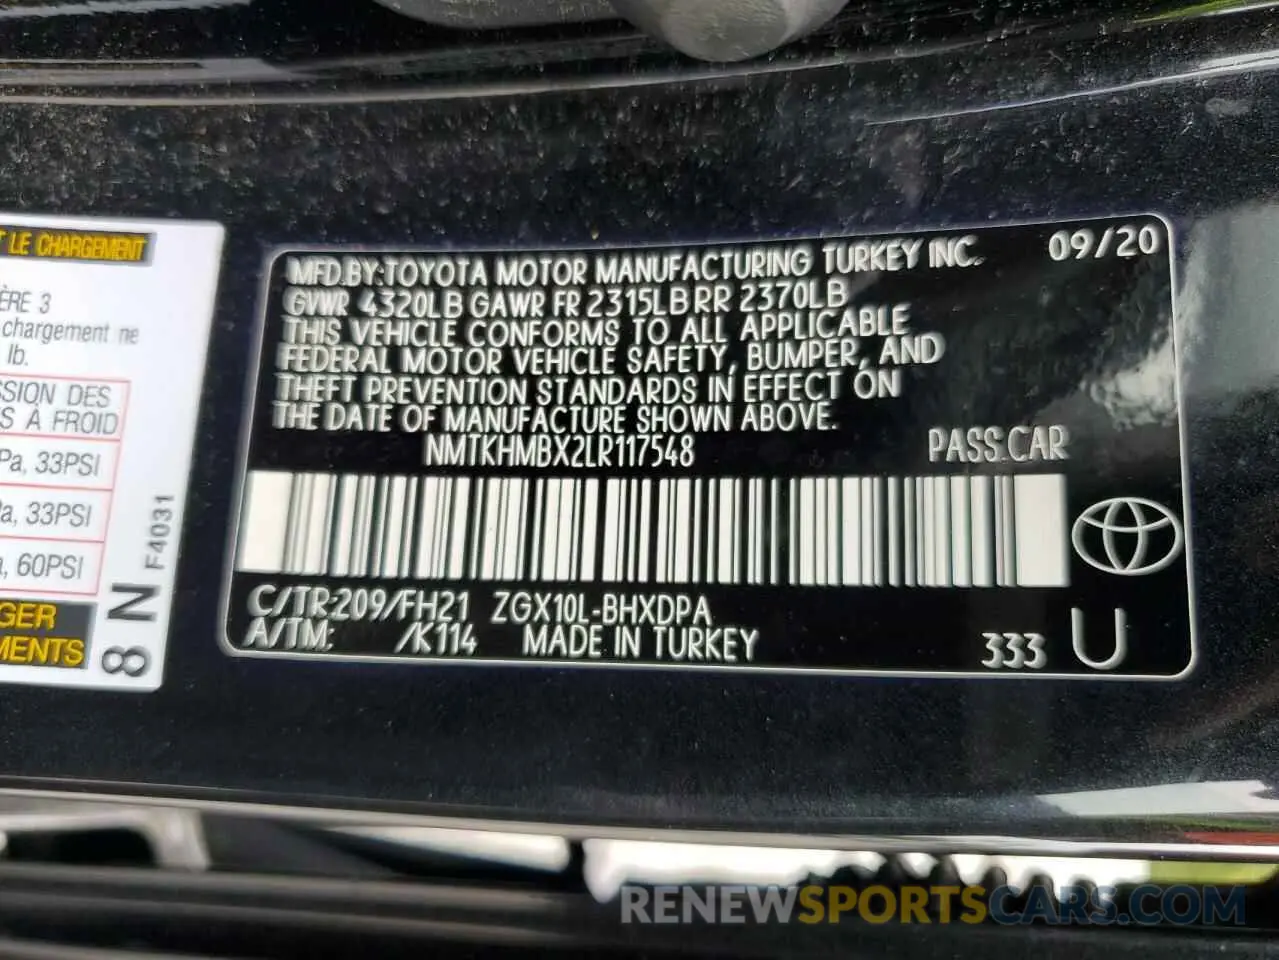 T LE CHARGEMENT
ÈRE 3
chargement ne
lb.
SSION DES
S À FROID
Pa, 33PSI
Pa, 33PSI
a, 60PSI
GER
MENTS
8 N
F4031
MFD.BY:TOYOTA MOTOR MANUFACTURING TURKEY INC. 09/20
GVWR 4320LB GAWR FR 2315LB RR 2370LB
THIS VEHICLE CONFORMS TO ALL APPLICABLE
FEDERAL MOTOR VEHICLE SAFETY, BUMPER, AND
THEFT PREVENTION STANDARDS IN EFFECT ON
THE DATE OF MANUFACTURE SHOWN ABOVE.
NMTKHMBX2LR117548 PASS.CAR
C/TR:209/FH21 ZGX10L-BHXDPA
A/TM: /K114 MADE IN TURKEY 333 U
RENEWSPORTSCARS.COM